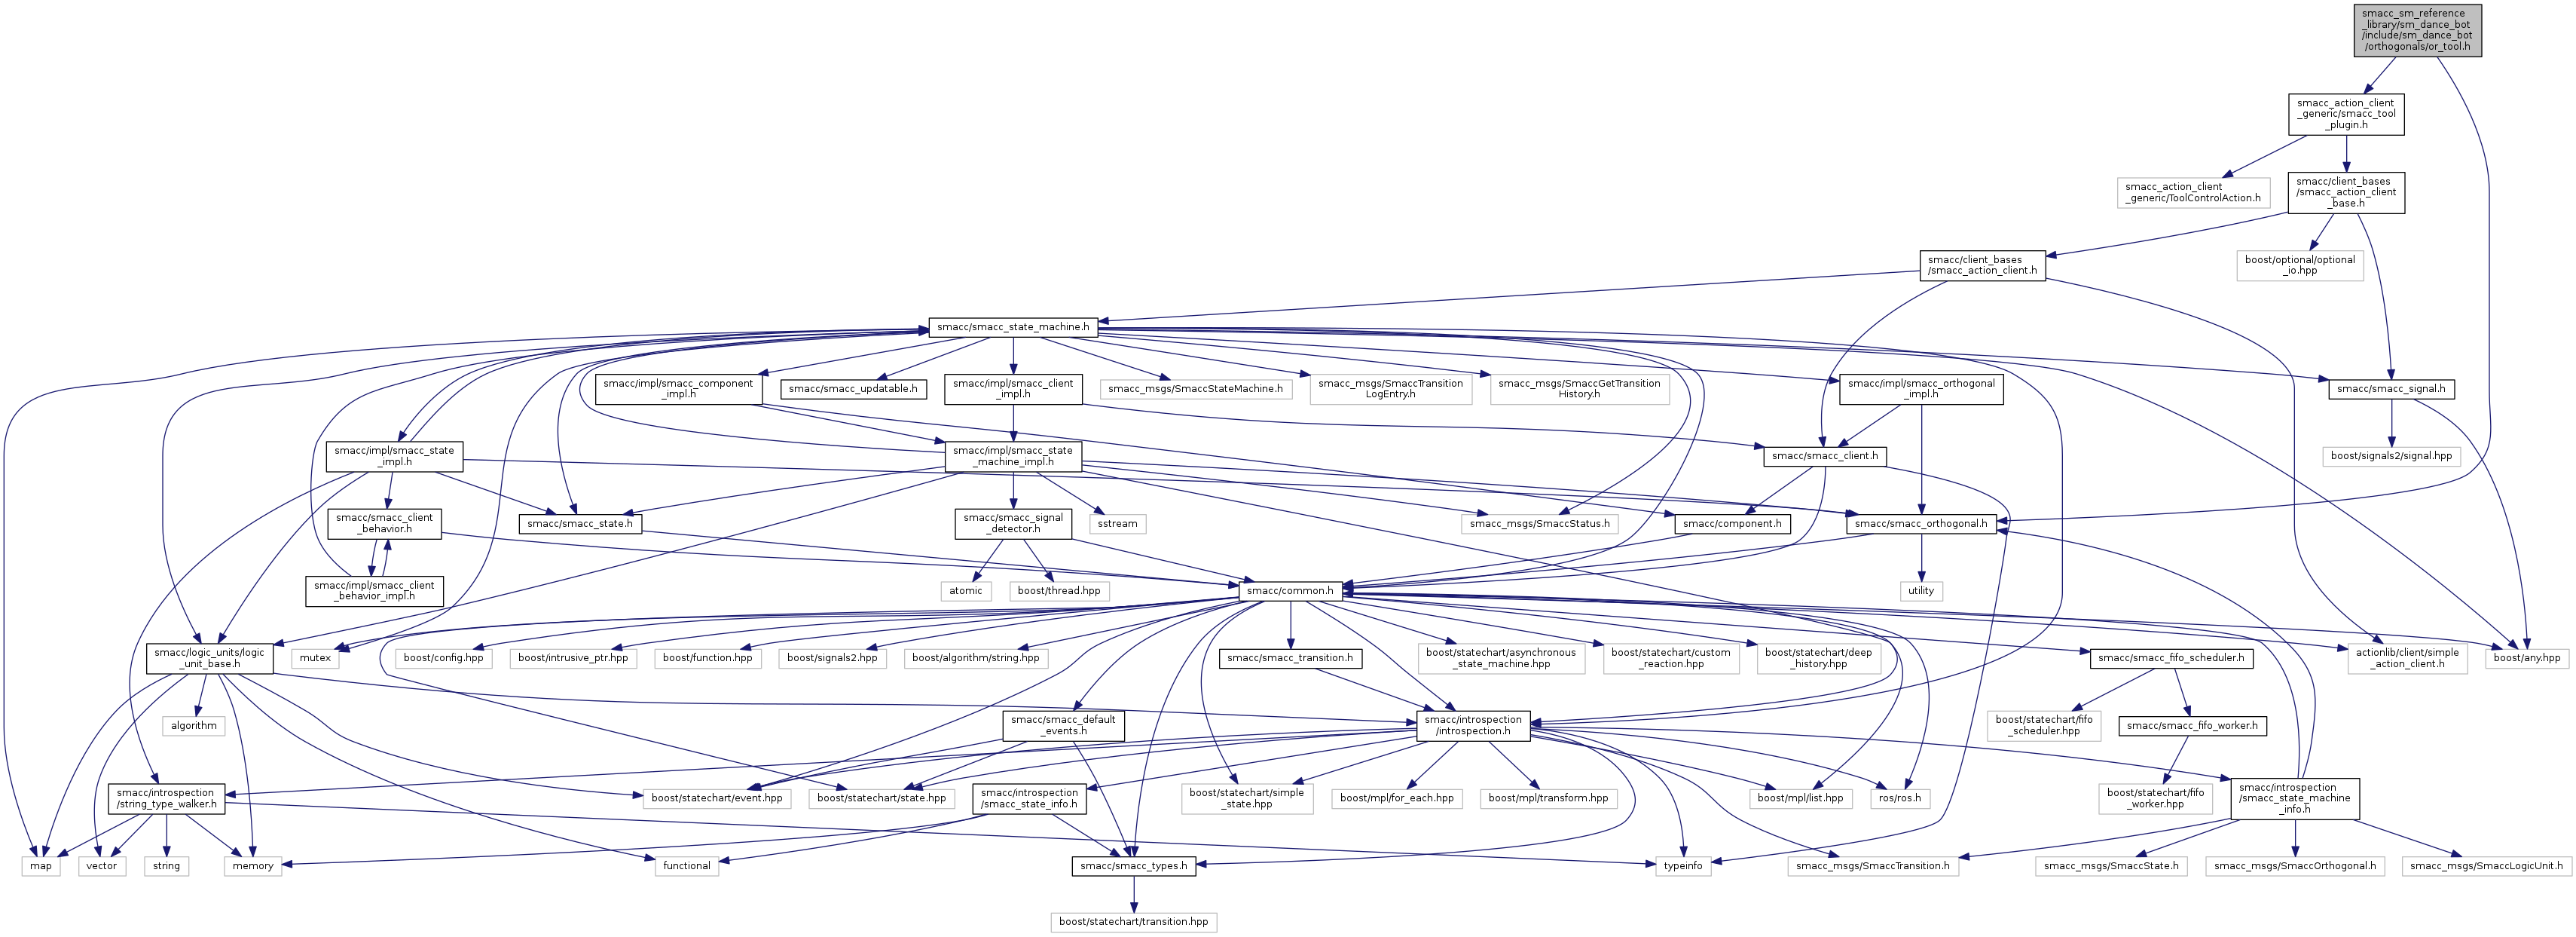 smacc_sm_reference
_library/sm_dance_bot
/include/sm_dance_bot
/orthogonals/or_tool.h
smacc_action_client
_generic/smacc_tool
_plugin.h
smacc_action_client
_generic/ToolControlAction.h
smacc/client_bases
/smacc_action_client
_base.h
smacc/client_bases
/smacc_action_client.h
boost/optional/optional
_io.hpp
smacc/smacc_state_machine.h
smacc/impl/smacc_component
_impl.h
smacc/smacc_updatable.h
smacc/impl/smacc_client
_impl.h
smacc_msgs/SmaccStateMachine.h
smacc_msgs/SmaccTransition
LogEntry.h
smacc_msgs/SmaccGetTransition
History.h
smacc/impl/smacc_orthogonal
_impl.h
smacc/smacc_signal.h
smacc/impl/smacc_state
_impl.h
smacc/impl/smacc_state
_machine_impl.h
smacc/smacc_client.h
boost/signals2/signal.hpp
smacc/smacc_client
_behavior.h
smacc/smacc_state.h
smacc/smacc_signal
_detector.h
sstream
smacc_msgs/SmaccStatus.h
smacc/component.h
smacc/smacc_orthogonal.h
smacc/impl/smacc_client
_behavior_impl.h
atomic
boost/thread.hpp
smacc/common.h
utility
smacc/logic_units/logic
_unit_base.h
mutex
boost/config.hpp
boost/intrusive_ptr.hpp
boost/function.hpp
boost/signals2.hpp
boost/algorithm/string.hpp
smacc/smacc_transition.h
boost/statechart/asynchronous
_state_machine.hpp
boost/statechart/custom
_reaction.hpp
boost/statechart/deep
_history.hpp
smacc/smacc_fifo_scheduler.h
actionlib/client/simple
_action_client.h
boost/any.hpp
algorithm
smacc/smacc_default
_events.h
smacc/introspection
/introspection.h
boost/statechart/fifo
_scheduler.hpp
smacc/smacc_fifo_worker.h
smacc/introspection
/string_type_walker.h
boost/statechart/event.hpp
boost/statechart/state.hpp
smacc/introspection
/smacc_state_info.h
boost/statechart/simple
_state.hpp
boost/mpl/for_each.hpp
boost/mpl/transform.hpp
boost/mpl/list.hpp
ros/ros.h
boost/statechart/fifo
_worker.hpp
smacc/introspection
/smacc_state_machine
_info.h
map
vector
string
memory
functional
smacc/smacc_types.h
typeinfo
smacc_msgs/SmaccTransition.h
smacc_msgs/SmaccState.h
smacc_msgs/SmaccOrthogonal.h
smacc_msgs/SmaccLogicUnit.h
boost/statechart/transition.hpp